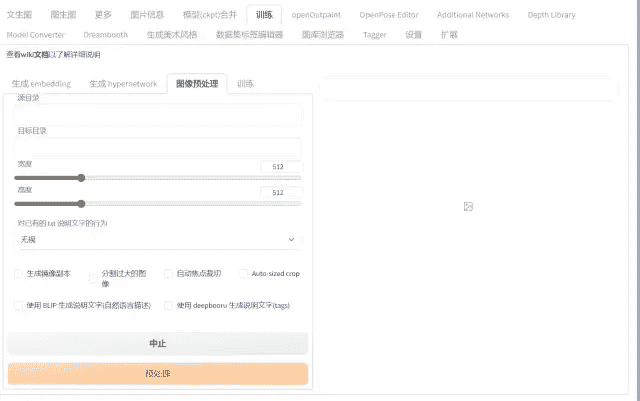 文生图 图生图 更多 图片信息 模型(ckpt)合并 训练 openOutpaint OpenPose Editor Additional Networks Depth Library
Model Converter Dreambooth 生成美术风格 数据集标签编辑器 图库浏览器 Tagger 设置 扩展
查看wiki文档以了解详细说明
生成 embedding 生成 hypernetwork 图像预处理 训练
源目录
目标目录
宽度 512
高度 512
对已有的 txt 说明文字的行为
无视
生成镜像副本 分割过大的图像 自动焦点裁切 Auto-sized crop
使用 BLIP 生成说明文字(自然语言描述) 使用 deepbooru 生成说明文字(tags)
中止
预处理